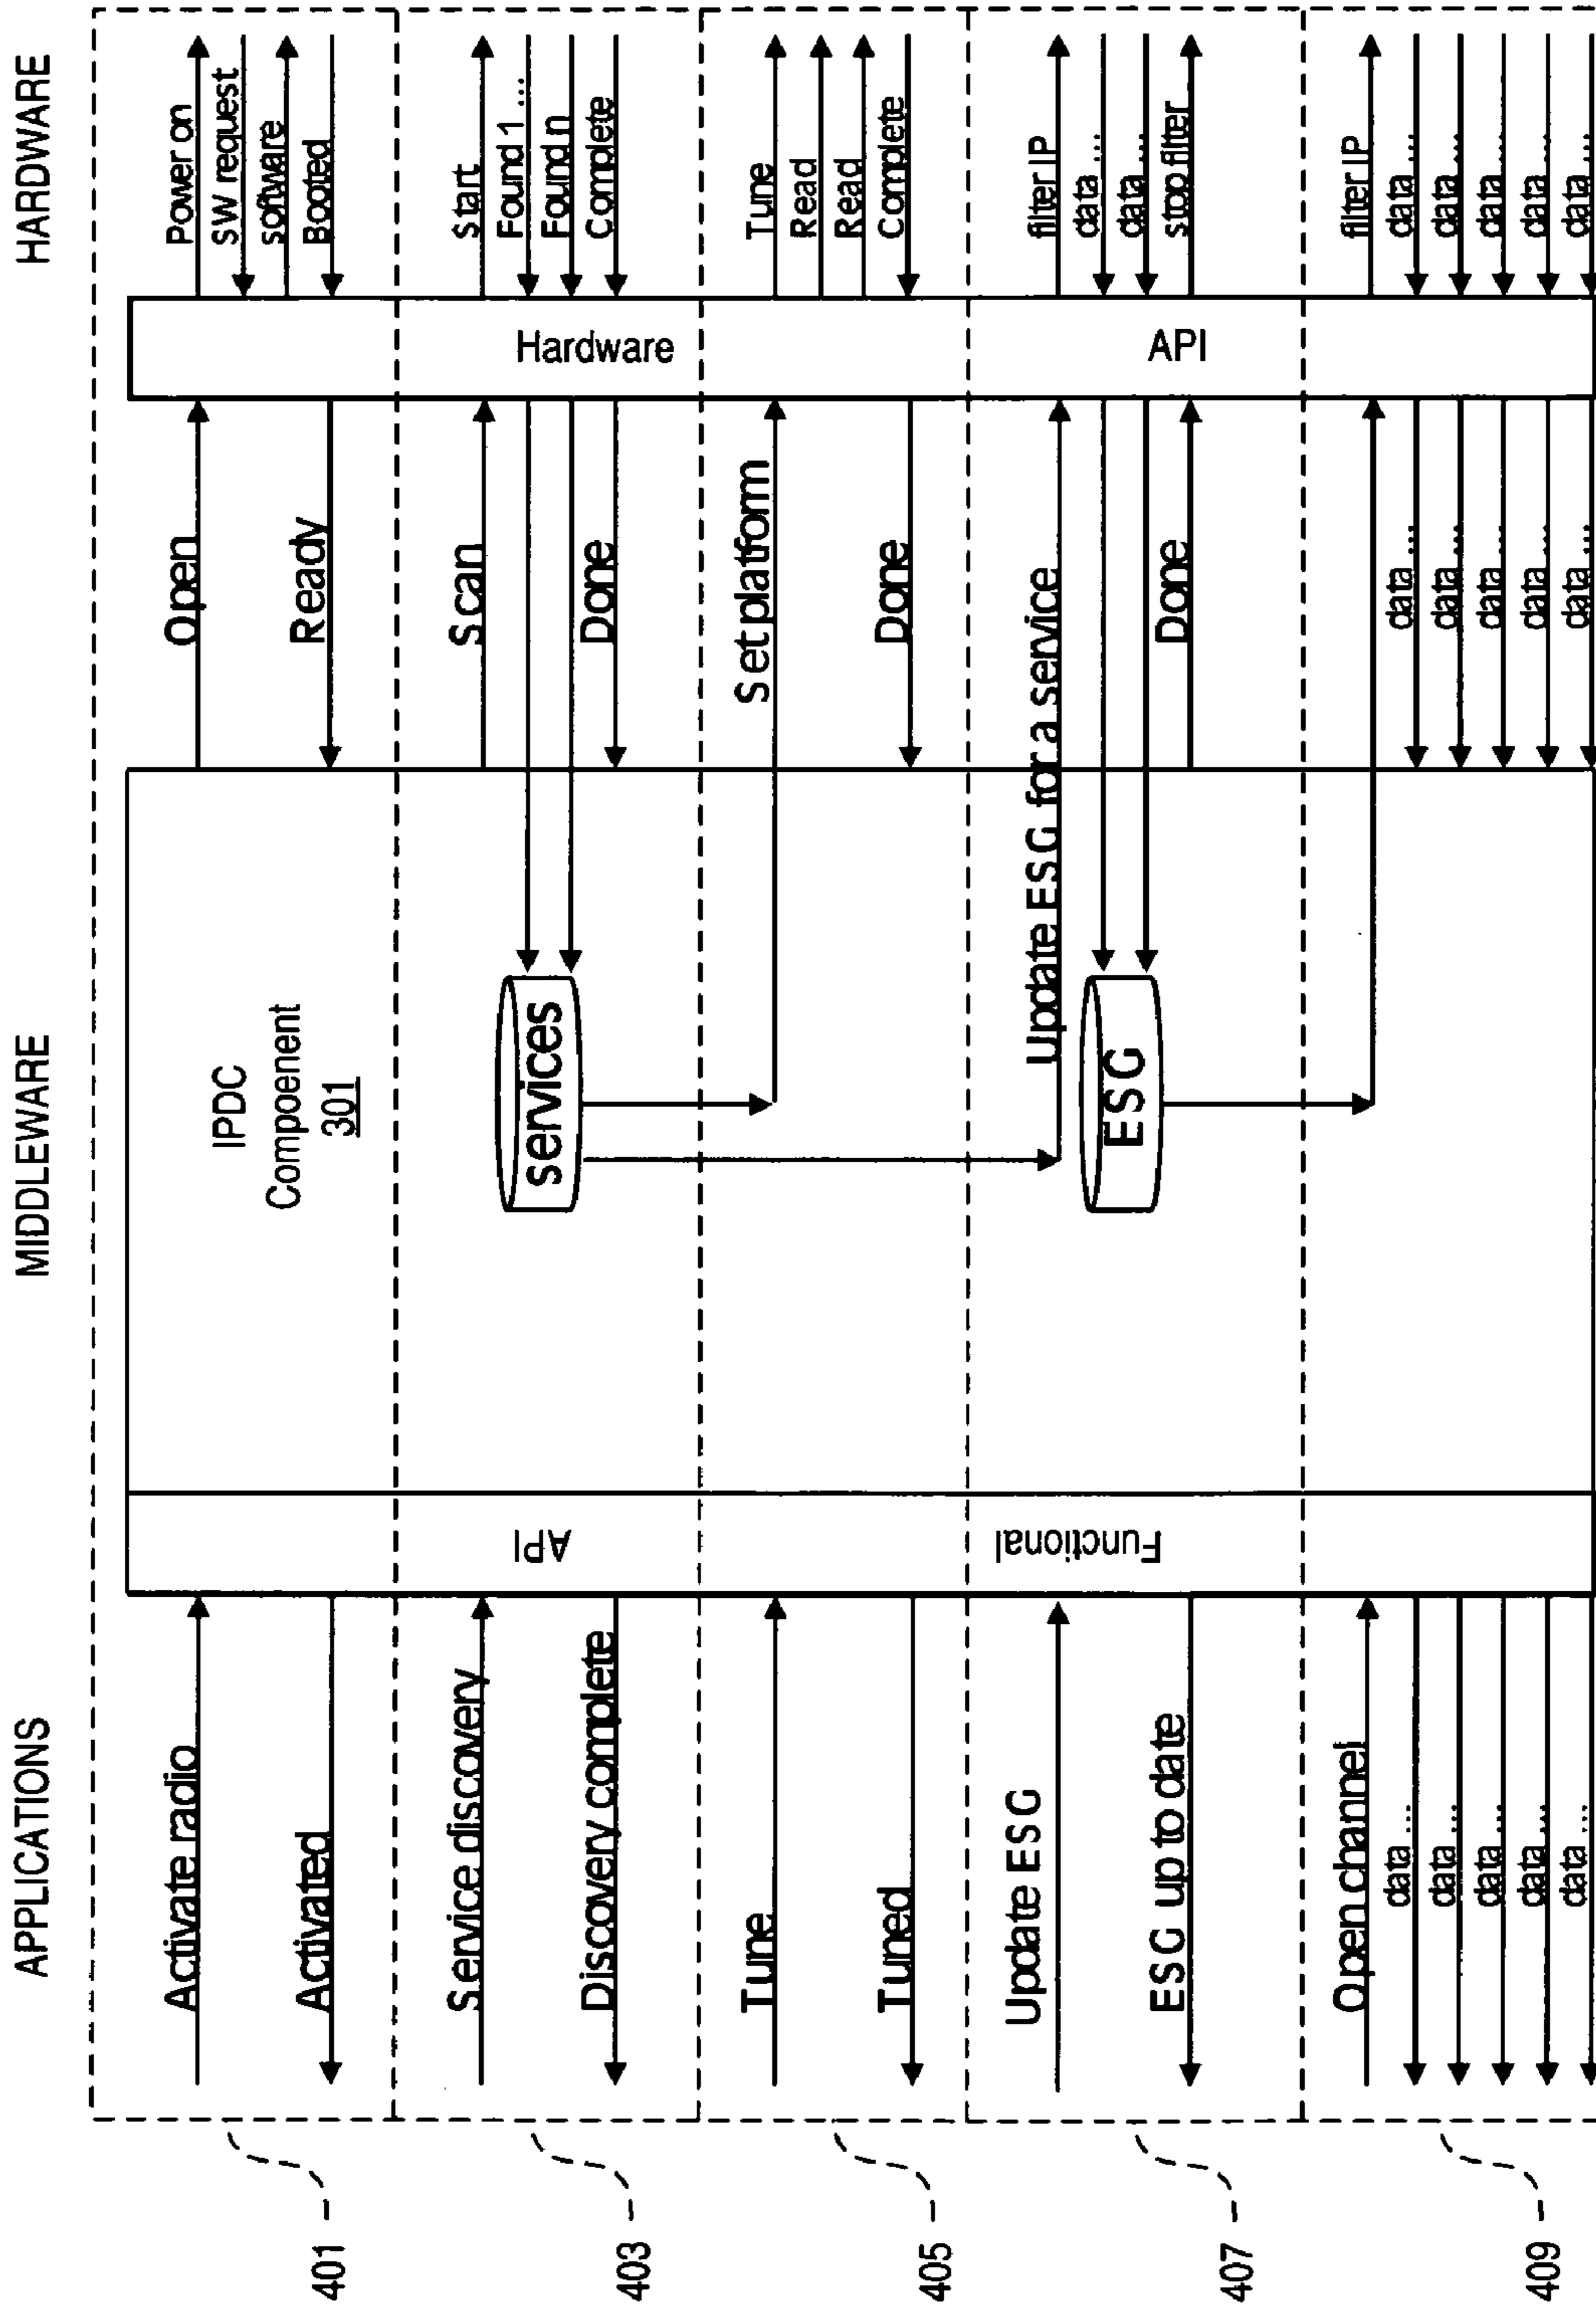 APPLICATIONS
MIDDLEWARE
HARDWARE
401
Activate radio
Activated
IPDC
Compoenent
301
Open
Ready
Power on
SW request
software
Booted
403
Service discovery
Discovery complete
API
services
Scan
Done
Hardware
start
Found 1 ...
Found n
Complete
405
Tune
Tuned
Set platform
Done
Tune
Read
Read
Complete
407
Update ESG
ESG up to date
Functional
Update ESG for a service
ESG
Done
API
filter IP
data ...
data ...
stop filter
409
Open channel
data ...
data ...
data ...
data ...
data ...
data ...
data ...
data ...
data ...
data ...
filter IP
data ...
data ...
data ...
data ...
data ...